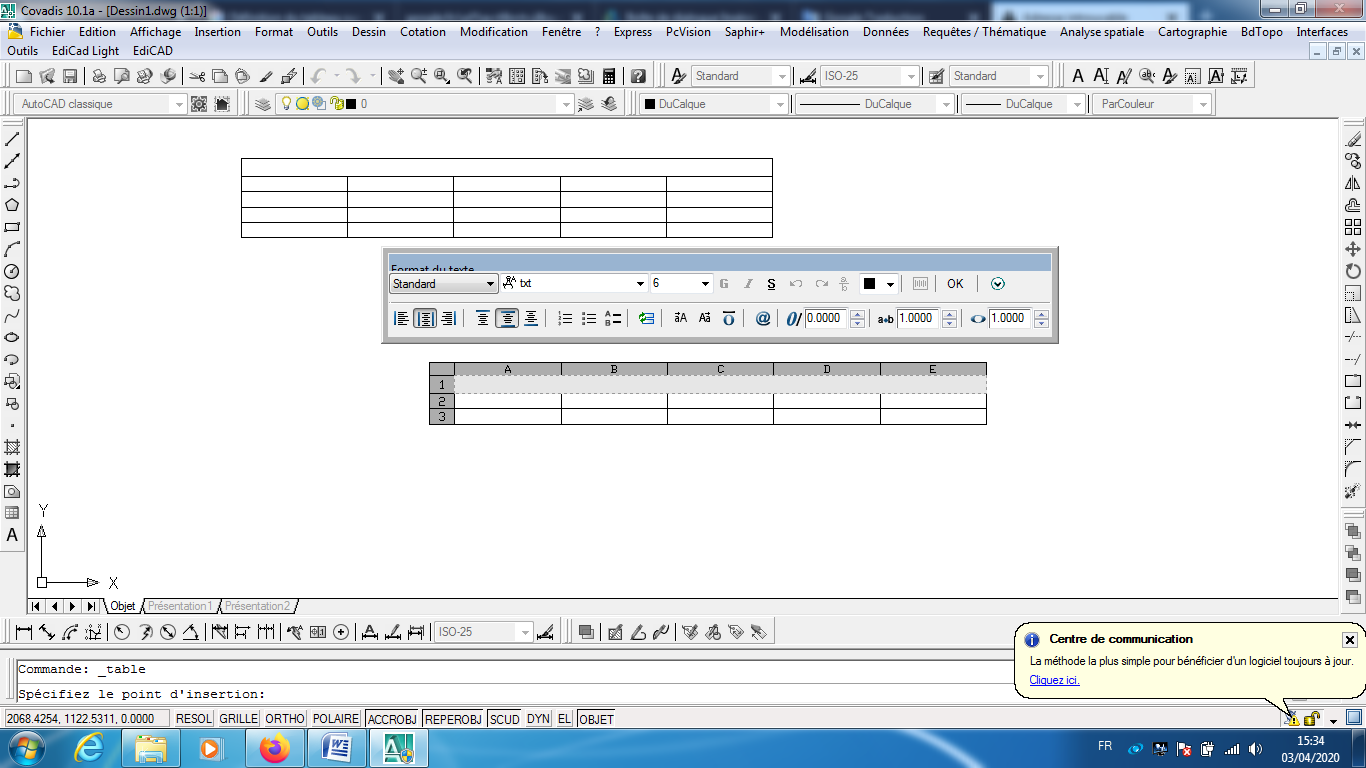 Covadis 10.1a - [Dessin1.dwg (1:1)]
Fichier Edition Affichage Insertion Format Outils Dessin Cotation Modification Fenêtre ? Express PcVision Saphir+ Modélisation Données Requêtes / Thématique Analyse spatiale Cartographie BdTopo Interfaces
Outils EdiCad Light EdiCAD
Standard ISO-25 Standard
AutoCAD classique 0 DuCalque DuCalque DuCalque ParCouleur
Format du texte
Standard txt 6 G I S OK
0.0000 a+b 1.0000 1.0000
A B C D E
1
2
3
Y
X
Objet Présentation1 Présentation2
ISO-25
Centre de communication
La méthode la plus simple pour bénéficier d'un logiciel toujours à jour.
Cliquez ici.
Commande: _table
Spécifiez le point d'insertion:
2068.4254, 1122.5311, 0.0000 RESOL GRILLE ORTHO POLAIRE ACCROBJ REPEROBJ SCUD DYN EL OBJET
FR 15:34
03/04/2020